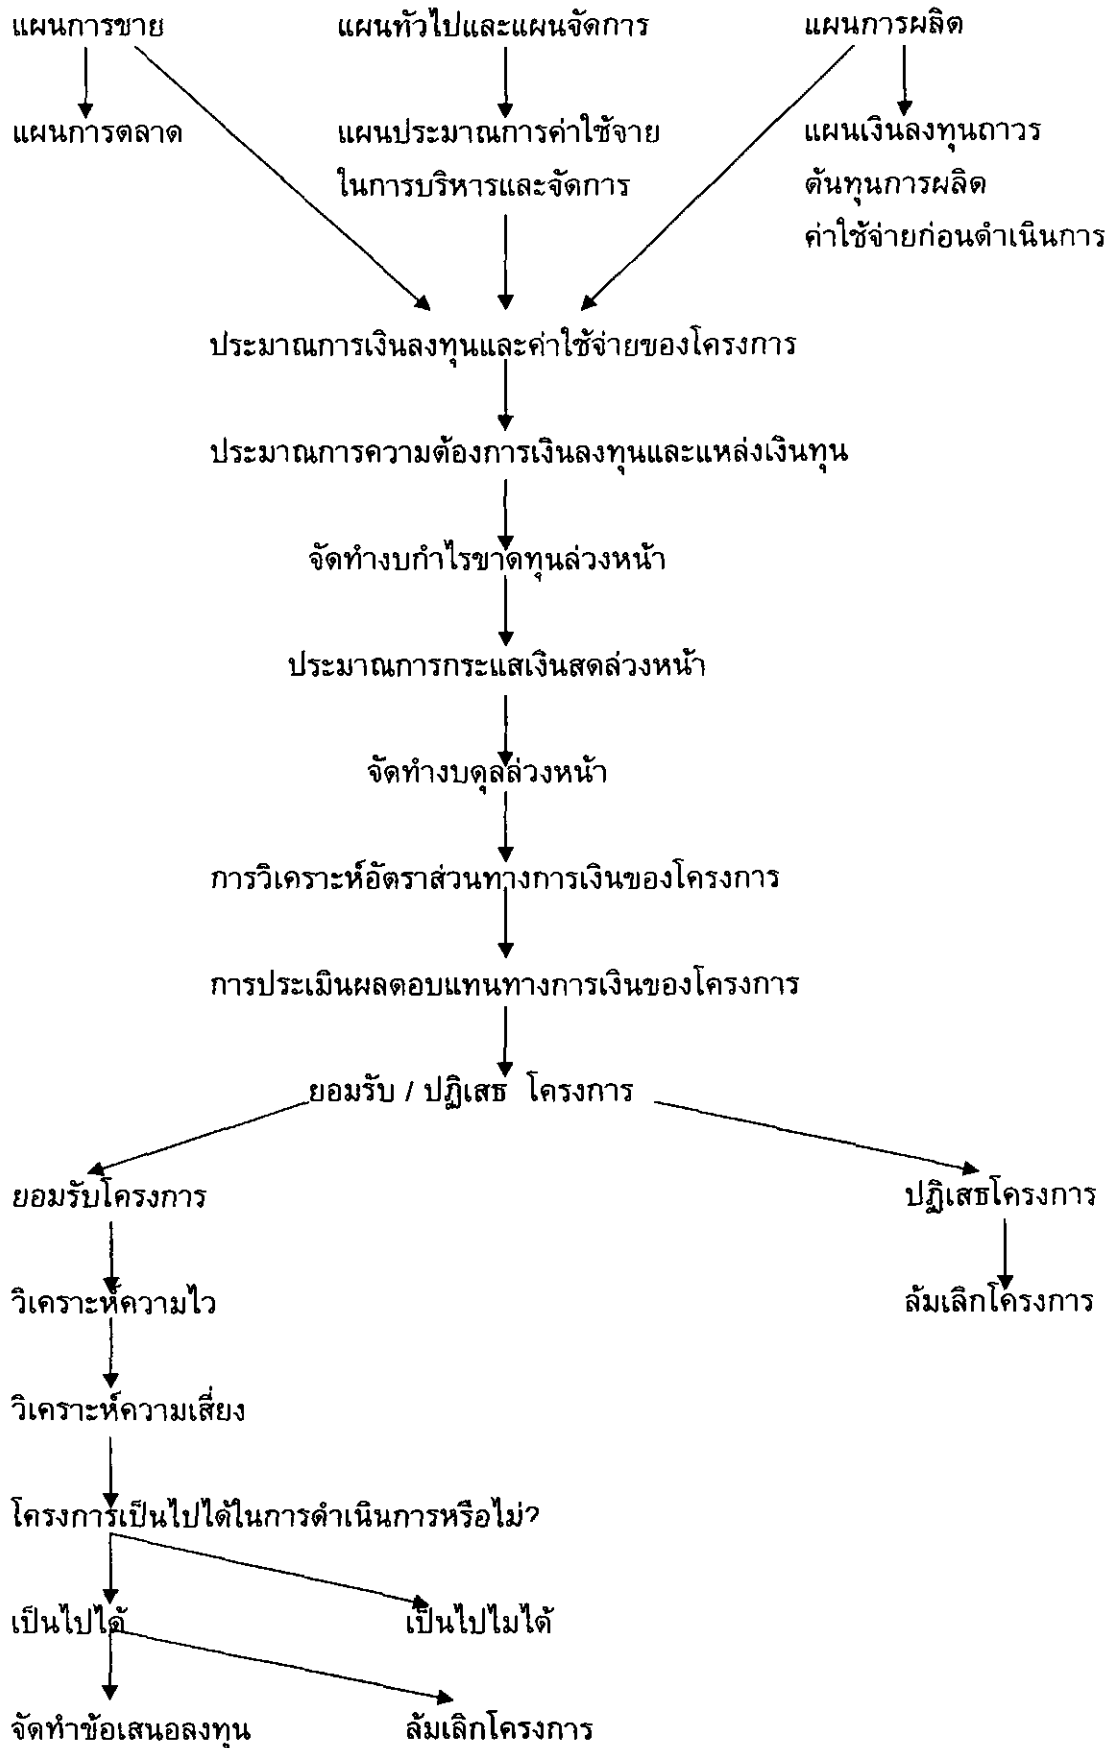 แผนการขาย แผนทั่วไปและแผนจัดการ แผนการผลิต
แผนการตลาด แผนประมาณการค่าใช้จาย แผนเงินลงทุนถาวร
ในการบริหารและจัดการ ต้นทุนการผลิต
ค่าใช้จ่ายก่อนดำเนินการ
ประมาณการเงินลงทุนและค่าใช้จ่ายของโครงการ
ประมาณการความต้องการเงินลงทุนและแหล่งเงินทุน
จัดทำงบกำไรขาดทุนล่วงหน้า
ประมาณการกระแสเงินสดล่วงหน้า
จัดทำงบดุลล่วงหน้า
การวิเคราะห์อัตราส่วนทางการเงินของโครงการ
การประเมินผลตอบแทนทางการเงินของโครงการ
ยอมรับ / ปฏิเสธ โครงการ
ยอมรับโครงการ ปฏิเสธโครงการ
วิเคราะห์ความไว ล้มเลิกโครงการ
วิเคราะห์ความเสี่ยง
โครงการเป็นไปได้ในการดำเนินการหรือไม่?
เป็นไปได้ เป็นไปไมได้
จัดทำข้อเสนอลงทุน ล้มเลิกโครงการ